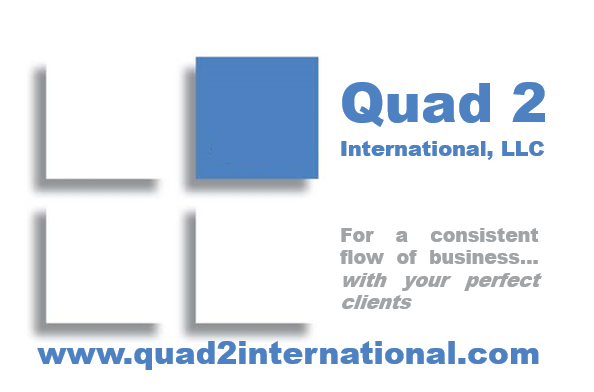 Quad 2
International, LLC
For a consistent
flow of business...
with your perfect
clients
www.quad2international.com